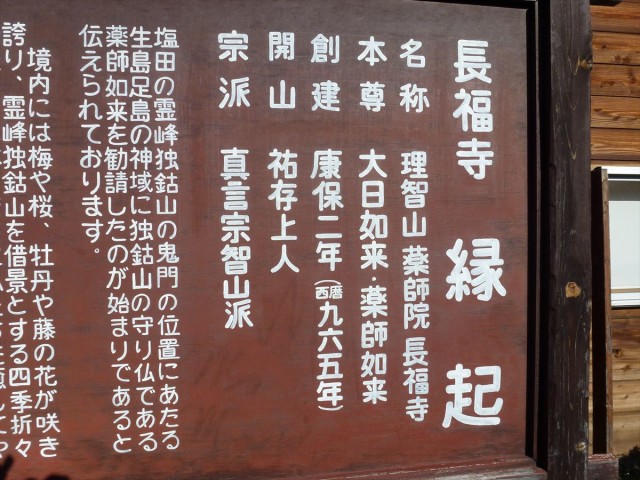 長福寺 縁起
名称 理智山 薬師院 長福寺
本尊 大日如来・薬師如来
創建 康保二年(西暦九六五年)
開山 祐存上人
宗派 真言宗智山派
塩田の霊峰独鈷山の鬼門の位置にあたる
生島足島の神域に独鈷山の守り仏である
薬師如来を勧請したのが始まりであると
伝えられております。
境内には梅や桜、牡丹や藤の花が咲き
誇り、霊峰独鈷山を借景とする四季折々